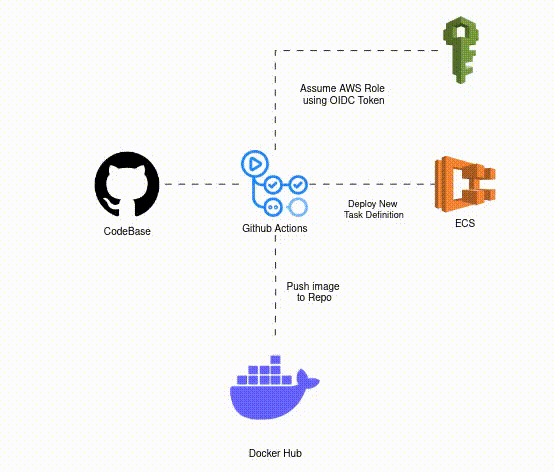 Assume AWS Role
using OIDC Token
CodeBase
Github Actions
Deploy New
Task Definition
ECS
Push image
to Repo
Docker Hub